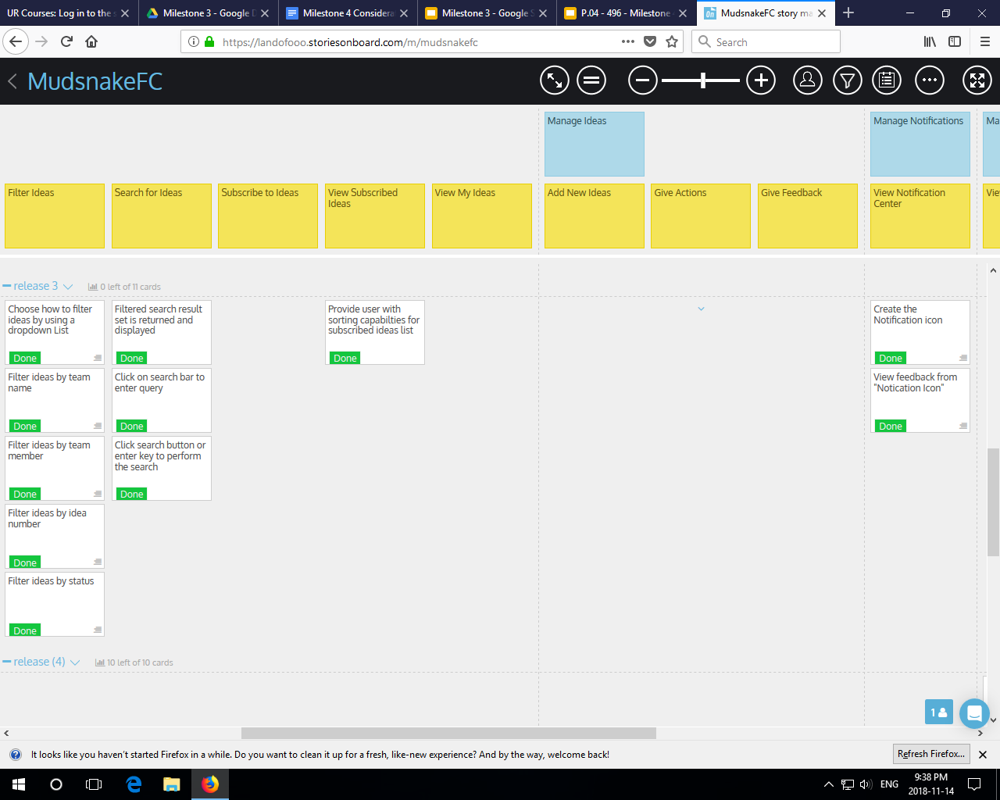 UR Courses: Log in to the s
Milestone 3 - Google D
Milestone 4 Considera
Milestone 3 - Google S
P.04 - 496 - Milestone
MudsnakeFC story ma
https://landofooo.storiesonboard.com/m/mudsnakefc
Search
MudsnakeFC
Manage Ideas
Manage Notifications
Ma
Filter Ideas
Search for Ideas
Subscribe to Ideas
View Subscribed
Ideas
View My Ideas
Add New Ideas
Give Actions
Give Feedback
View Notification
Center
Vie
release 3
0 left of 11 cards
Choose how to filter
ideas by using a
dropdown List
Done
Filtered search result
set is returned and
displayed
Done
Provide user with
sorting capabilties for
subscribed ideas list
Done
Create the
Notification icon
Done
Filter ideas by team
name
Done
Click on search bar to
enter query
Done
View feedback from
"Notication Icon"
Done
Filter ideas by team
member
Done
Click search button or
enter key to perform
the search
Done
Filter ideas by idea
number
Done
Filter ideas by status
Done
release (4)
10 left of 10 cards
1
It looks like you haven't started Firefox in a while. Do you want to clean it up for a fresh, like-new experience? And by the way, welcome back!
Refresh Firefox...
ENG
9:38 PM
2018-11-14